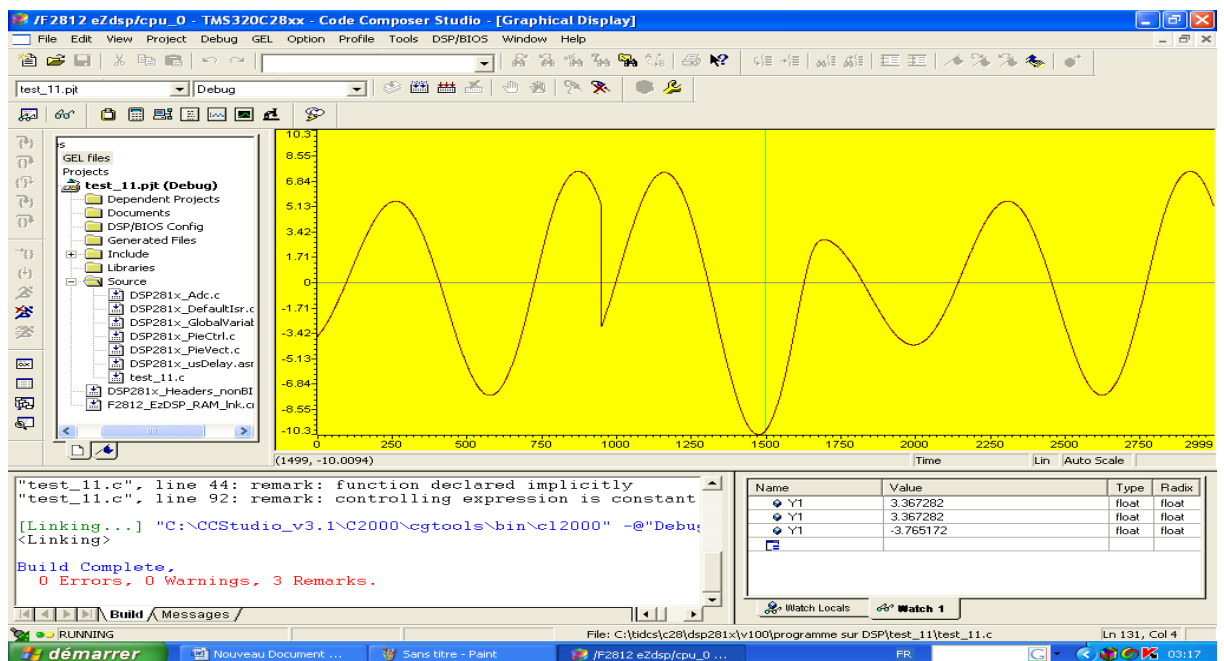 /F2812 eZdsp/cpu_0 - TMS320C28xx - Code Composer Studio - [Graphical Display]
File Edit View Project Debug GEL Option Profile Tools DSP/BIOS Window Help
test_11.pjt Debug
GEL files
Projects
test_11.pjt (Debug)
Dependent Projects
Documents
DSP/BIOS Config
Generated Files
Include
Libraries
Source
DSP281x_Adc.c
DSP281x_DefaultIsr.c
DSP281x_GlobalVariabl
DSP281x_PieCtrl.c
DSP281x_PieVect.c
DSP281x_usDelay.asm
test_11.c
DSP281x_Headers_nonBI
F2812_EzDSP_RAM_lnk.c
10.3
8.55
6.84
5.13
3.42
1.71
0
-1.71
-3.42
-5.13
-6.84
-8.55
-10.3
0 250 500 750 1000 1250 1500 1750 2000 2250 2500 2750 2999
(1499, -10.0094) Time Lin Auto Scale
"test_11.c", line 44: remark: function declared implicitly
"test_11.c", line 92: remark: controlling expression is constant
[Linking...] "C:\CCStudio_v3.1\C2000\cgtools\bin\cl2000" -@"Debug
<Linking>
Build Complete,
0 Errors, 0 Warnings, 3 Remarks.
Build Messages
Name Value Type Radix
Y1 3.367282 float float
Y1 3.367282 float float
Y1 -3.765172 float float
Watch Locals Watch 1
RUNNING File: C:\tidcs\c28\dsp281x\v100\programme sur DSP\test_11\test_11.c Ln 131, Col 4
démarrer Nouveau Document ... Sans titre - Paint /F2812 eZdsp/cpu_0 ... FR 03:17